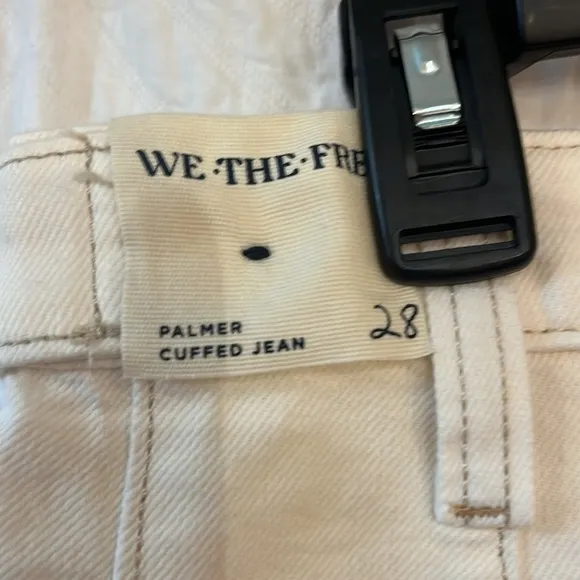 WE·THE·FRE
PALMER
CUFFED JEAN
28